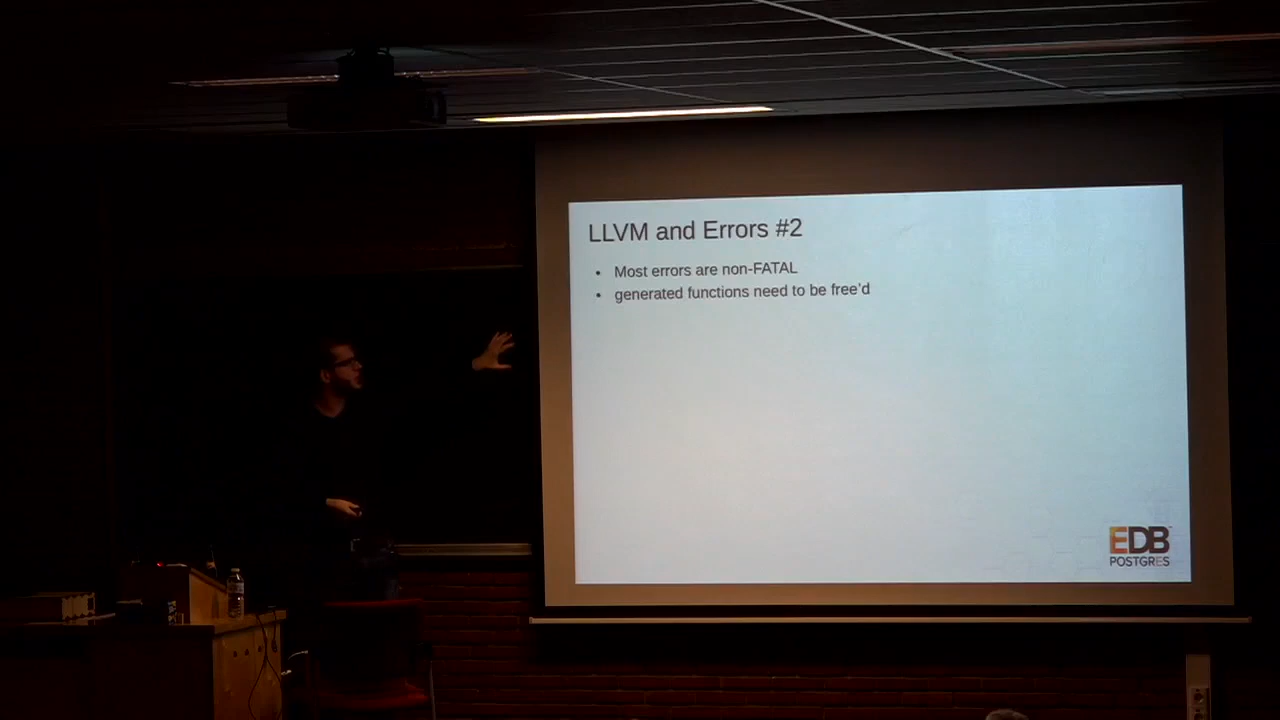 LLVM and Errors #2
• Most errors are non-FATAL
• generated functions need to be free'd
EDB
POSTGRES